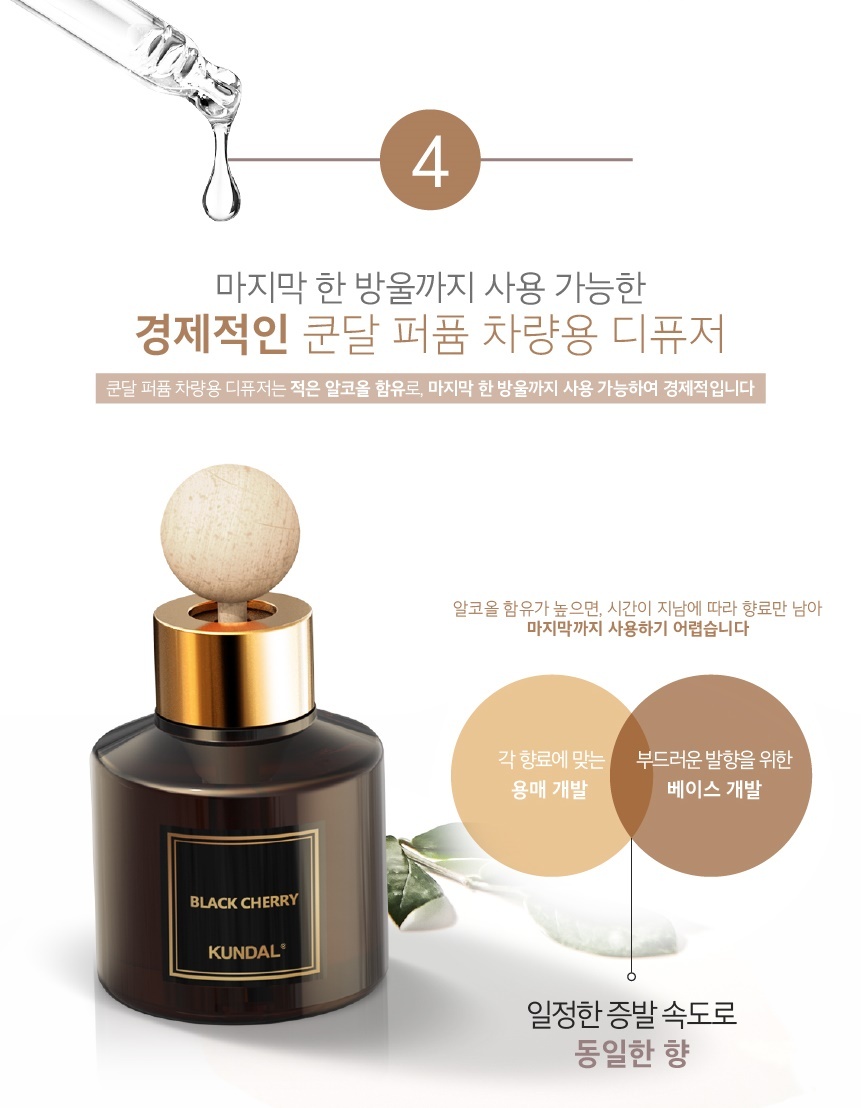 4
마지막 한 방울까지 사용 가능한
경제적인 쿤달 퍼퓸 차량용 디퓨저
쿤달 퍼퓸 차량용 디퓨저는 적은 알코올 함유로, 마지막 한 방울까지 사용 가능하여 경제적입니다
알코올 함유가 높으면, 시간이 지남에 따라 향료만 남아
마지막까지 사용하기 어렵습니다
각 향료에 맞는
용매 개발
부드러운 발향을 위한
베이스 개발
BLACK CHERRY
KUNDAL®
일정한 증발 속도로
동일한 향